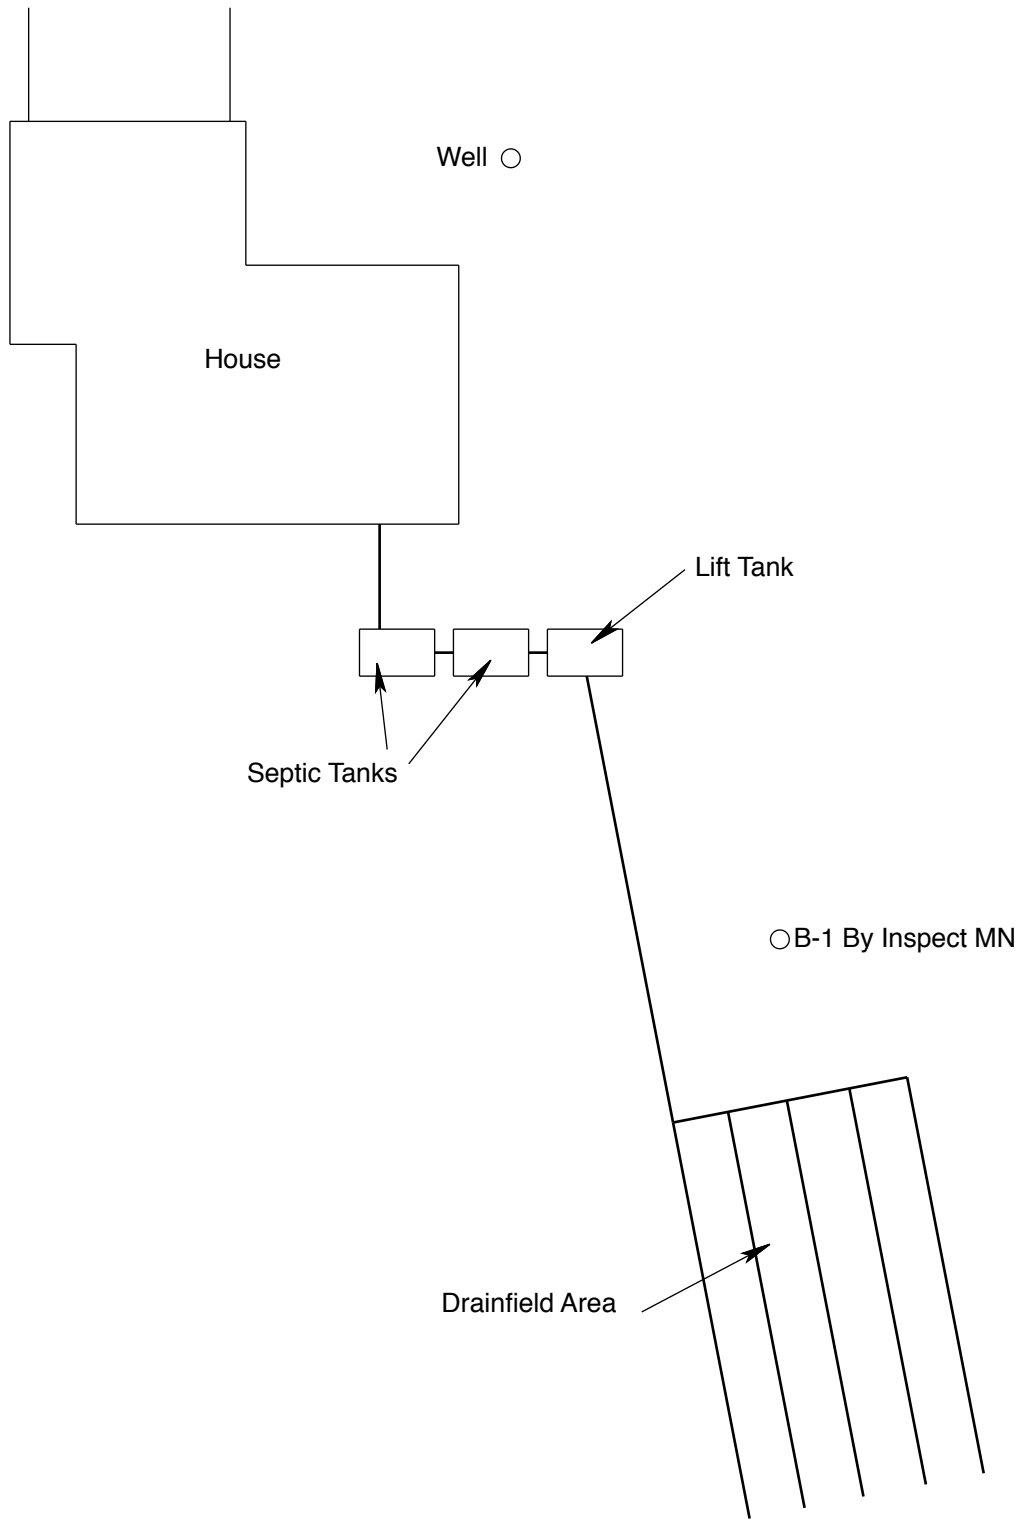 Well
House
Lift Tank
Septic Tanks
B-1 By Inspect MN
Drainfield Area